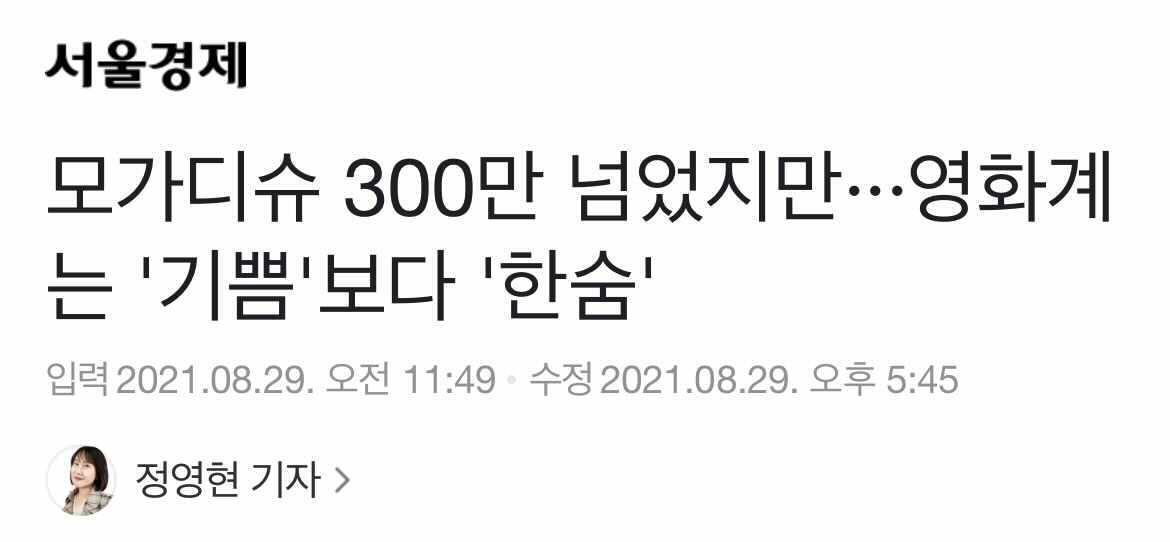 서울경제
모가디슈 300만 넘었지만…영화계
는 '기쁨'보다 '한숨'
입력 2021.08.29. 오전 11:49 · 수정 2021.08.29. 오후 5:45
정영현 기자 >